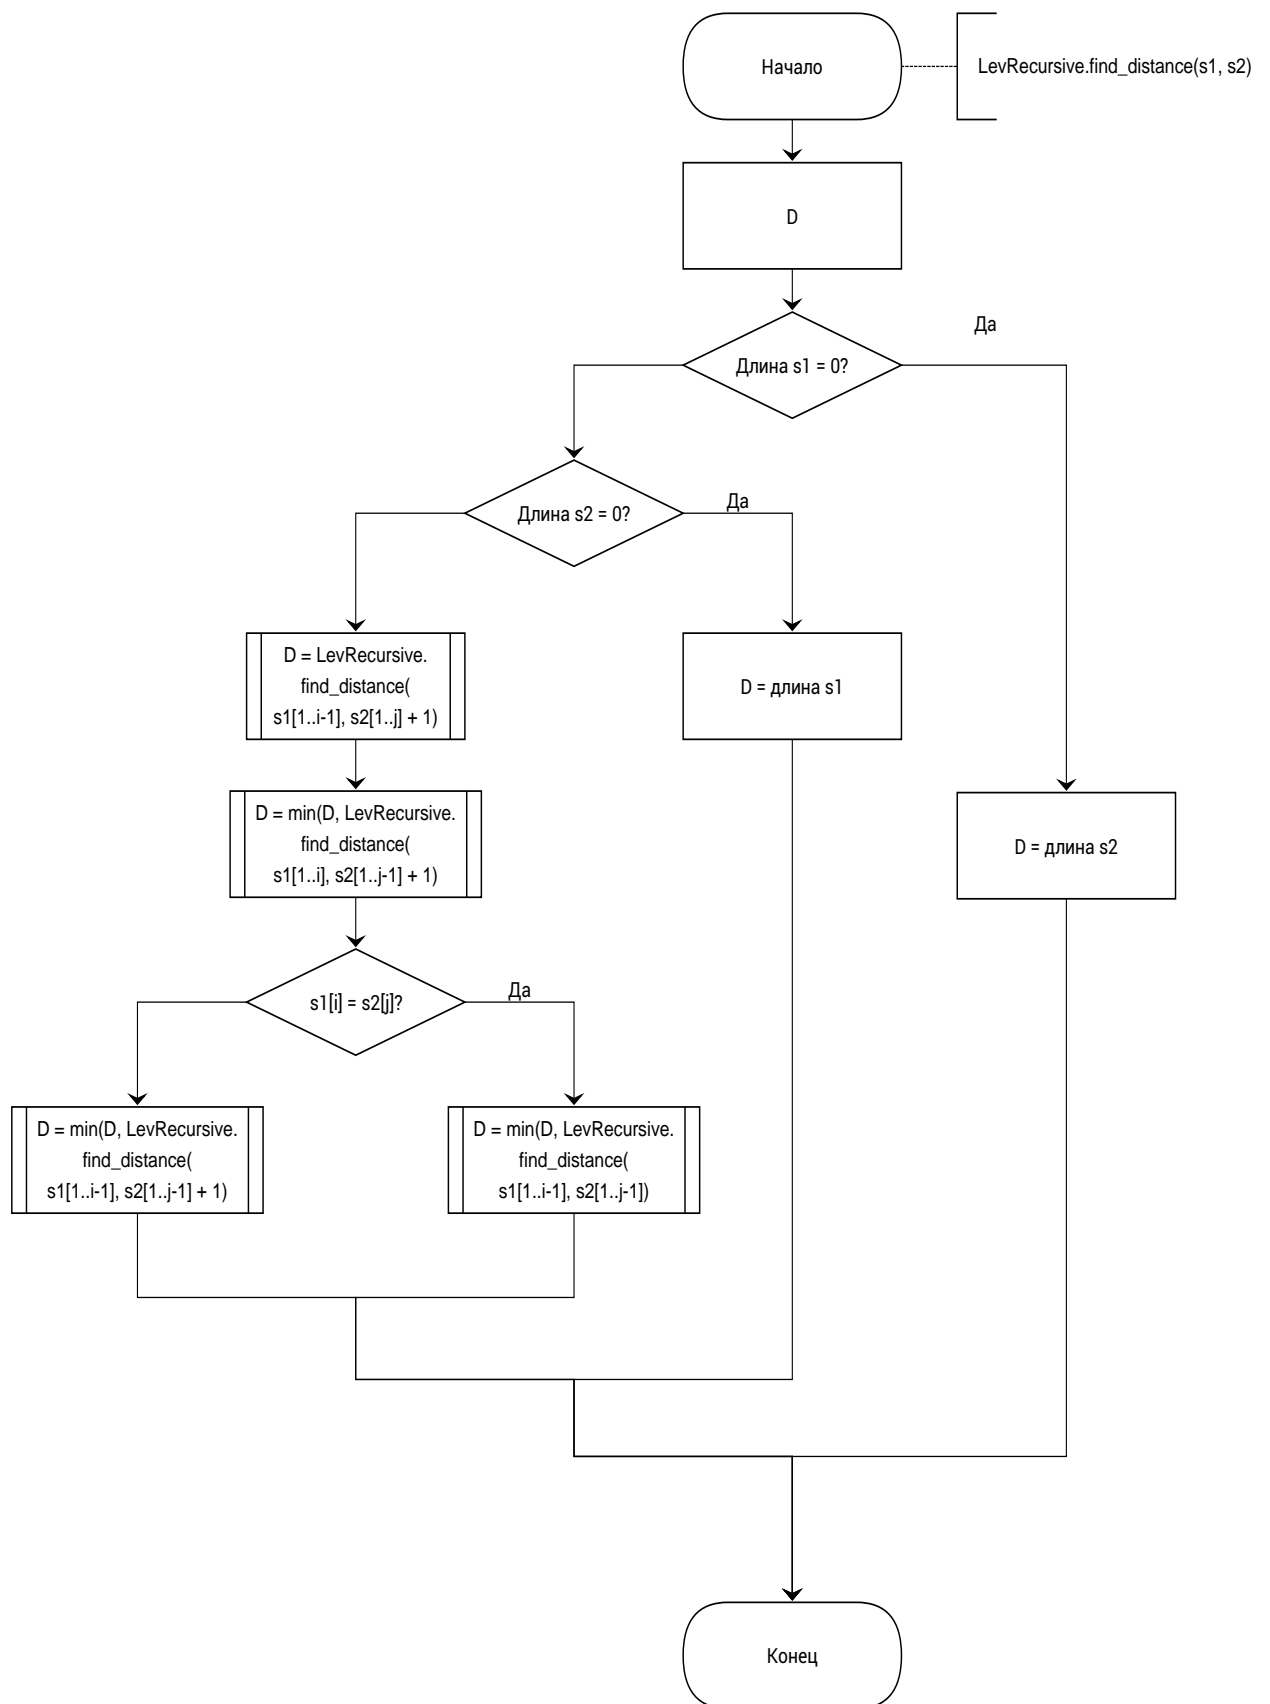 Начало
LevRecursive.find_distance(s1, s2)
D
Да
Длина s1 = 0?
Да
Длина s2 = 0?
D = LevRecursive.
find_distance(
s1[1..i-1], s2[1..j] + 1)
D = длина s1
D = min(D, LevRecursive.
find_distance(
s1[1..i], s2[1..j-1] + 1)
D = длина s2
Да
s1[i] = s2[j]?
D = min(D, LevRecursive.
find_distance(
s1[1..i-1], s2[1..j-1] + 1)
D = min(D, LevRecursive.
find_distance(
s1[1..i-1], s2[1..j-1])
Конец